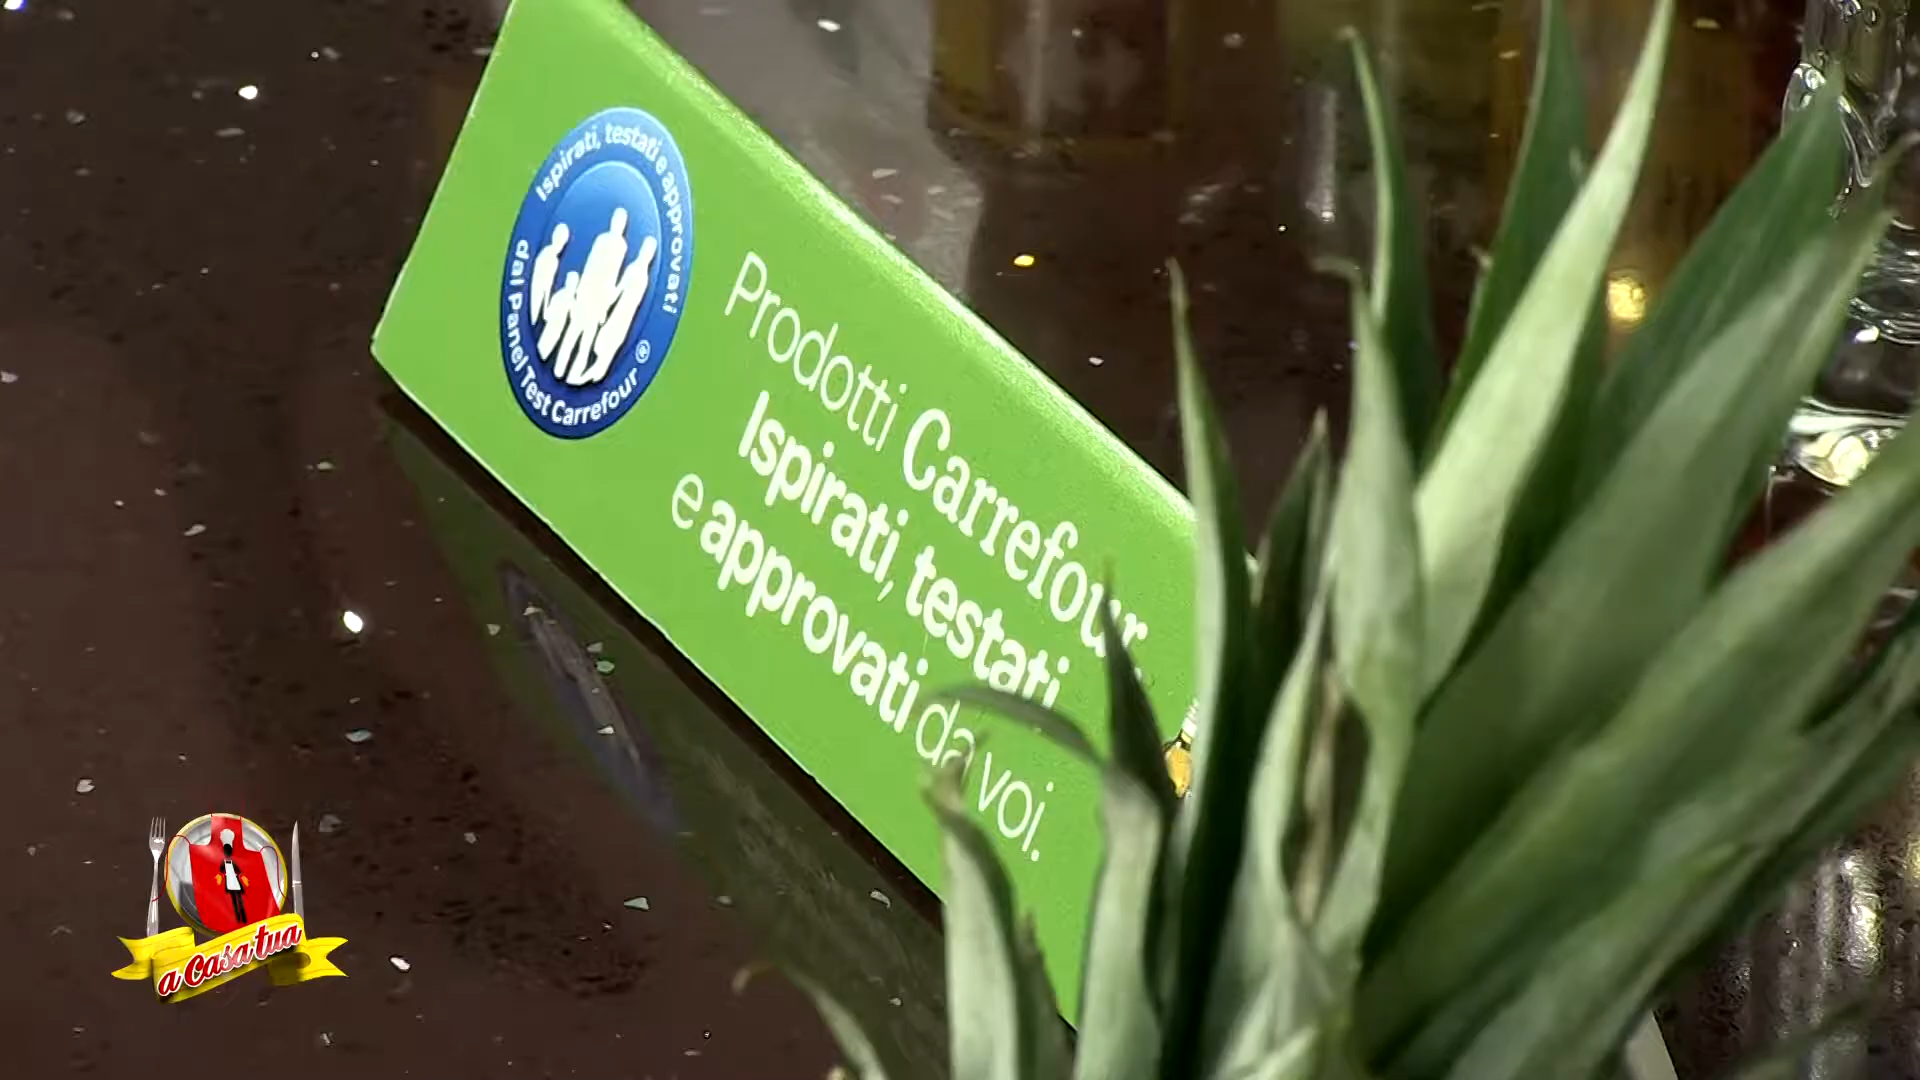 Ispirati, testati e approvati
dal Panel Test Carrefour ®
Prodotti Carrefour.
Ispirati, testati
e approvati da voi.
a casa tua